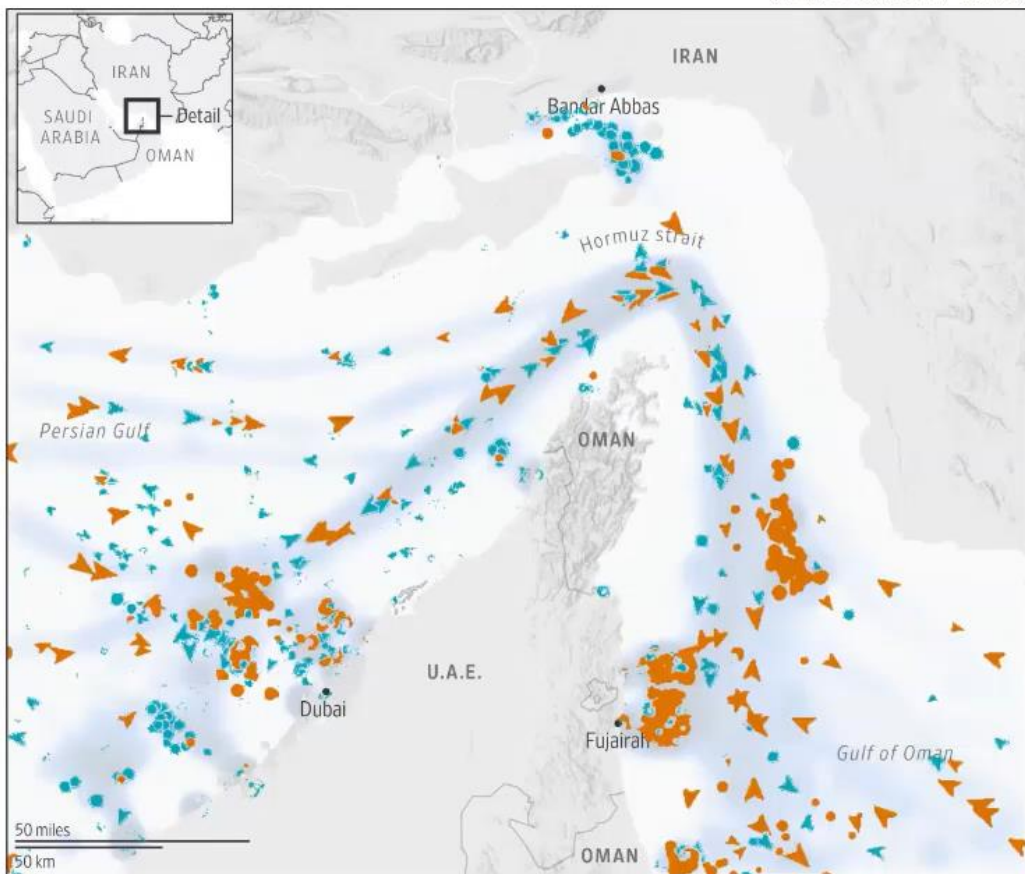 IRAN
SAUDI
ARABIA
Detail
OMAN
IRAN
Bandar Abbas
Hormuz strait
Persian Gulf
OMAN
U.A.E.
Dubai
Fujairah
Gulf of Oman
50 miles
50 km
OMAN